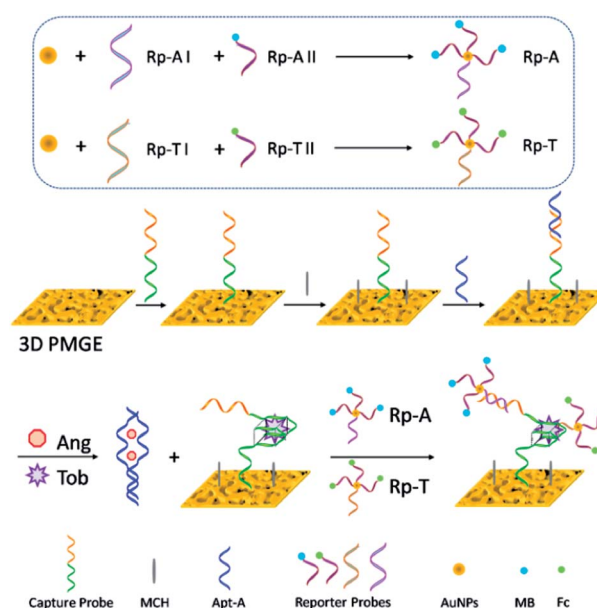 + Rp-A I + Rp-A II Rp-A
+ Rp-T I + Rp-T II Rp-T
3D PMGE
Ang
Tob
+
Rp-A
Rp-T
Capture Probe MCH Apt-A Reporter Probes AuNPs MB Fc